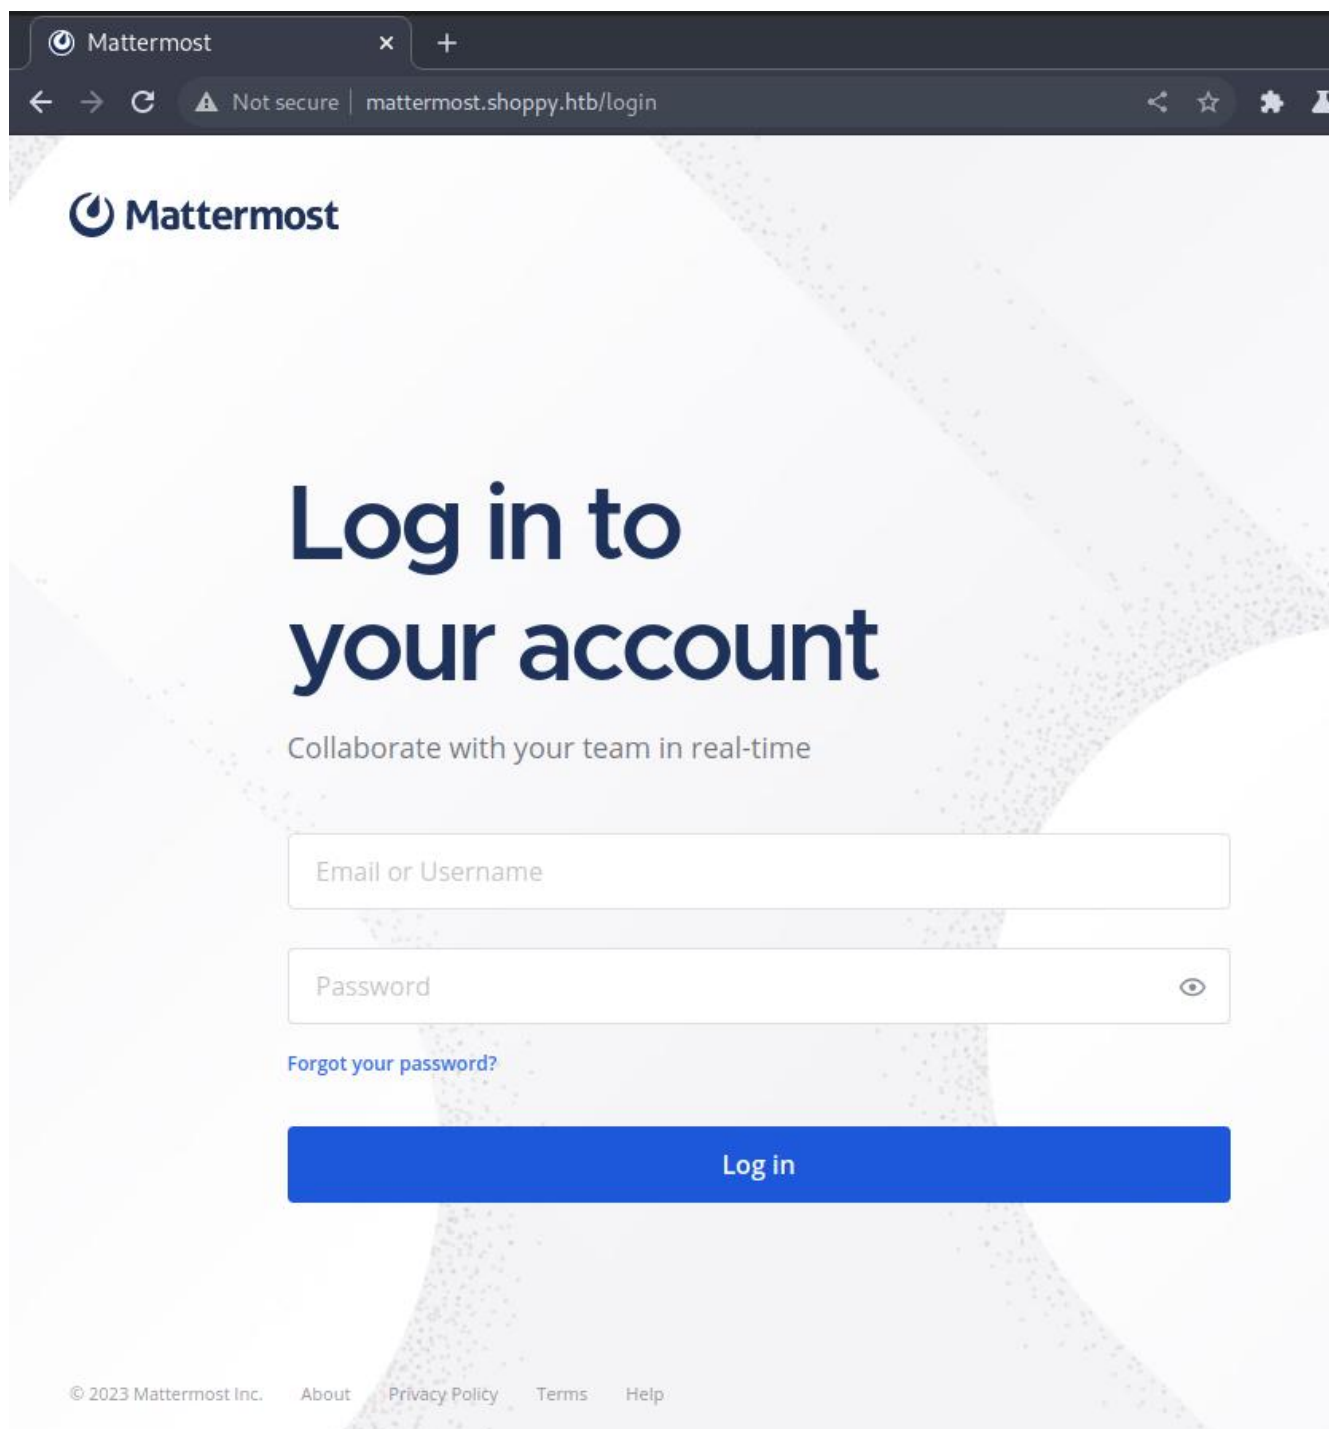 Mattermost
Not secure mattermost.shoppy.htb/login
Mattermost
Log in to
your account
Collaborate with your team in real-time
Email or Username
Password
Forgot your password?
Log in
© 2023 Mattermost Inc. About Privacy Policy Terms Help